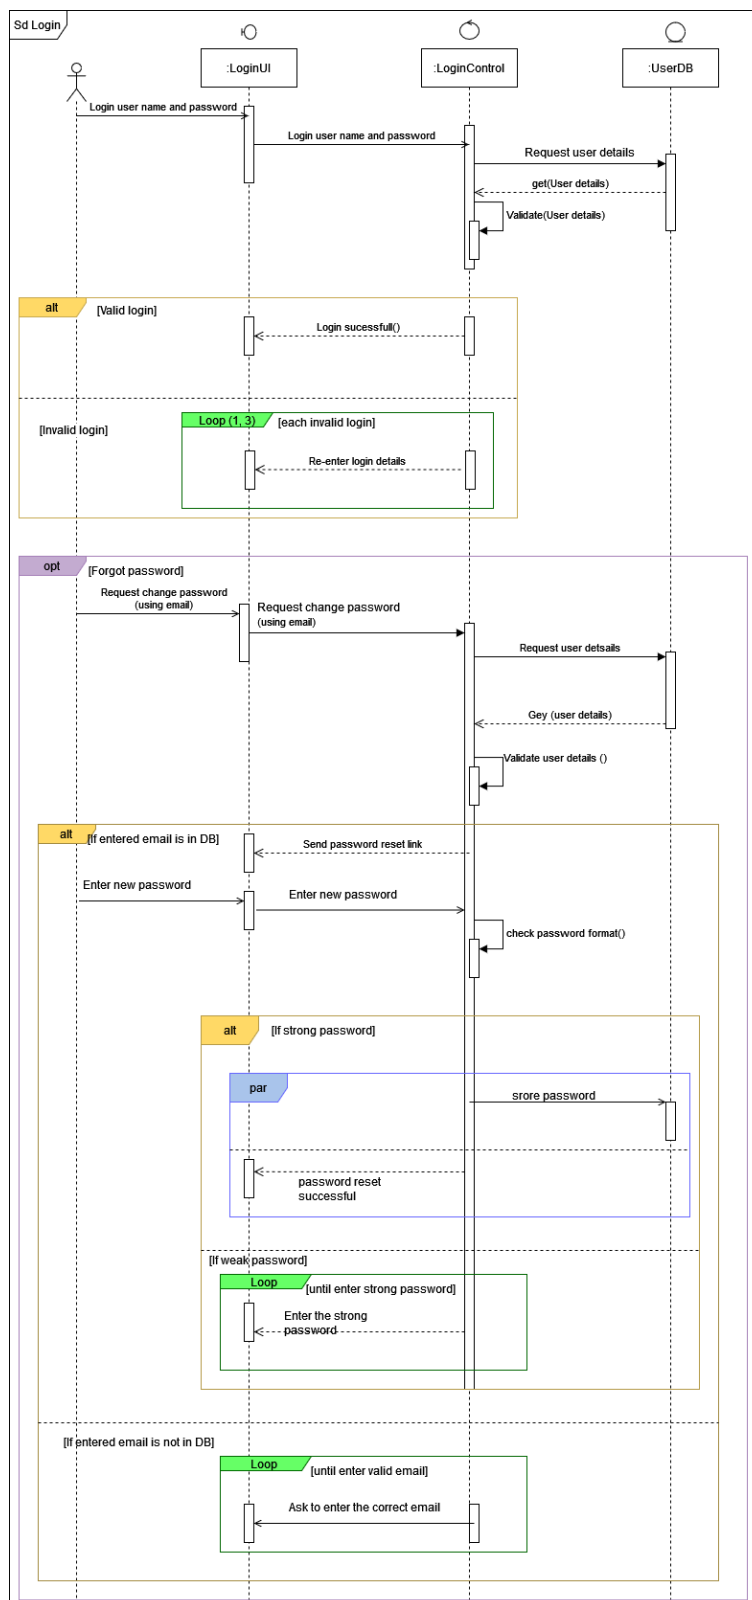 Sd Login
:LoginUI
:LoginControl
:UserDB
Login user name and password
Login user name and password
Request user details
get(User details)
Validate(User details)
alt
[Valid login]
Login sucessfull()
[Invalid login]
Loop (1, 3)
[each invalid login]
Re-enter login details
opt
[Forgot password]
Request change password
(using email)
Request change password
(using email)
Request user detsails
Gey (user details)
Validate user details ()
alt
[If entered email is in DB]
Send password reset link
Enter new password
Enter new password
check password format()
alt
[If strong password]
par
srore password
password reset
successful
[If weak password]
Loop
[until enter strong password]
Enter the strong
password
[If entered email is not in DB]
Loop
[until enter valid email]
Ask to enter the correct email